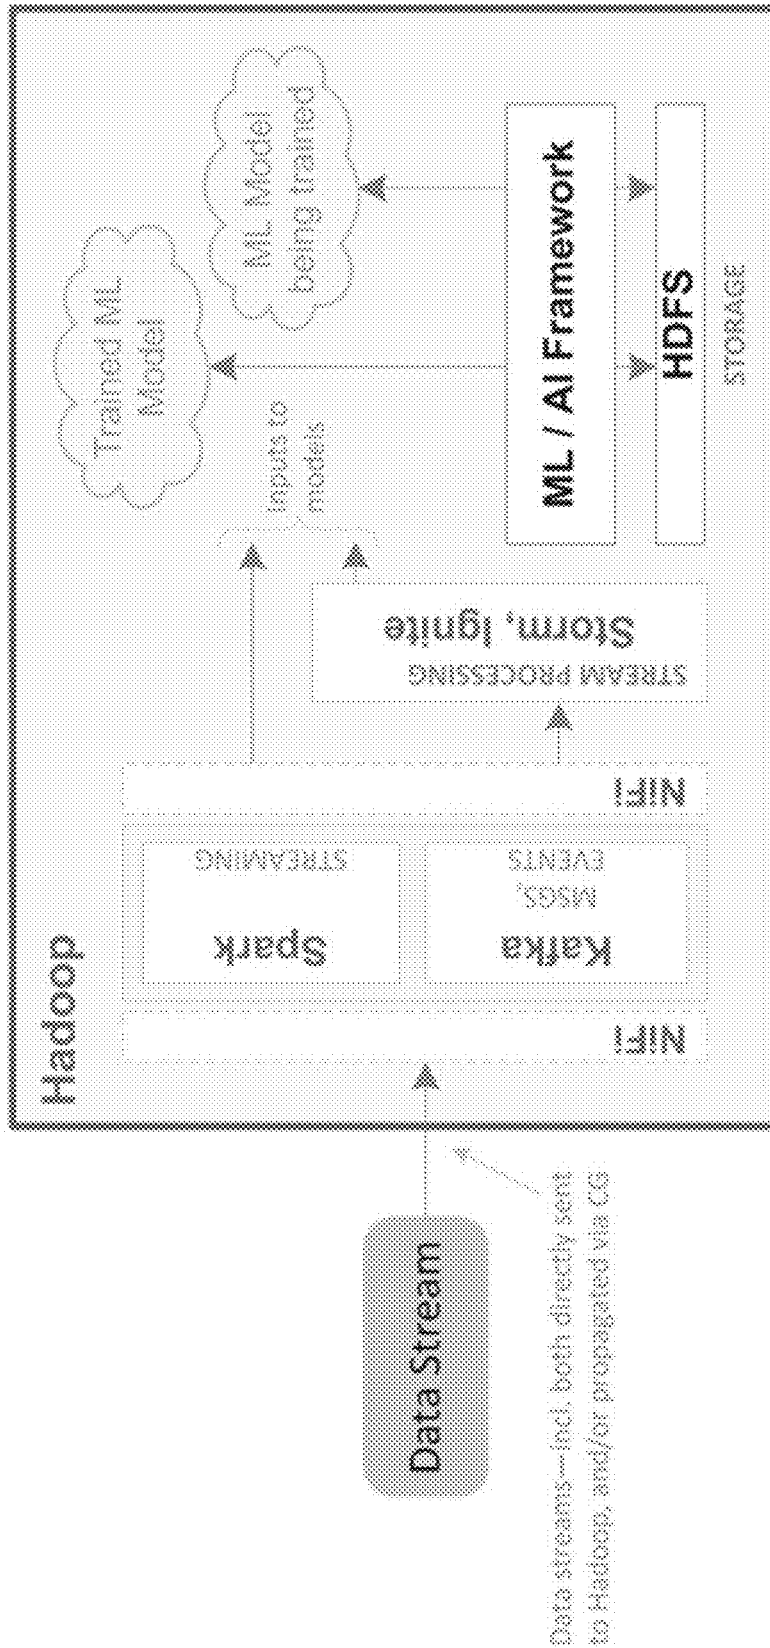 Hadoop
Data Stream
Data streams—incl. both directly sent
to Hadoop, and/or propagated via CG
NiFi
Spark
STREAMING
Kafka
MSGS,
EVENTS
NiFi
STREAM PROCESSING
Storm, Ignite
Inputs to
models
Trained ML
Model
ML Model
being trained
ML / AI Framework
HDFS
STORAGE